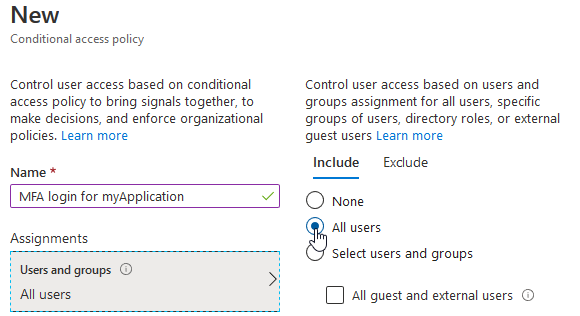 New
Conditional access policy
Control user access based on conditional
access policy to bring signals together, to
make decisions, and enforce organizational
policies. Learn more
Name *
MFA login for myApplication
Assignments
Users and groups
All users
Control user access based on users and
groups assignment for all users, specific
groups of users, directory roles, or external
guest users Learn more
Include Exclude
None
All users
Select users and groups
All guest and external users